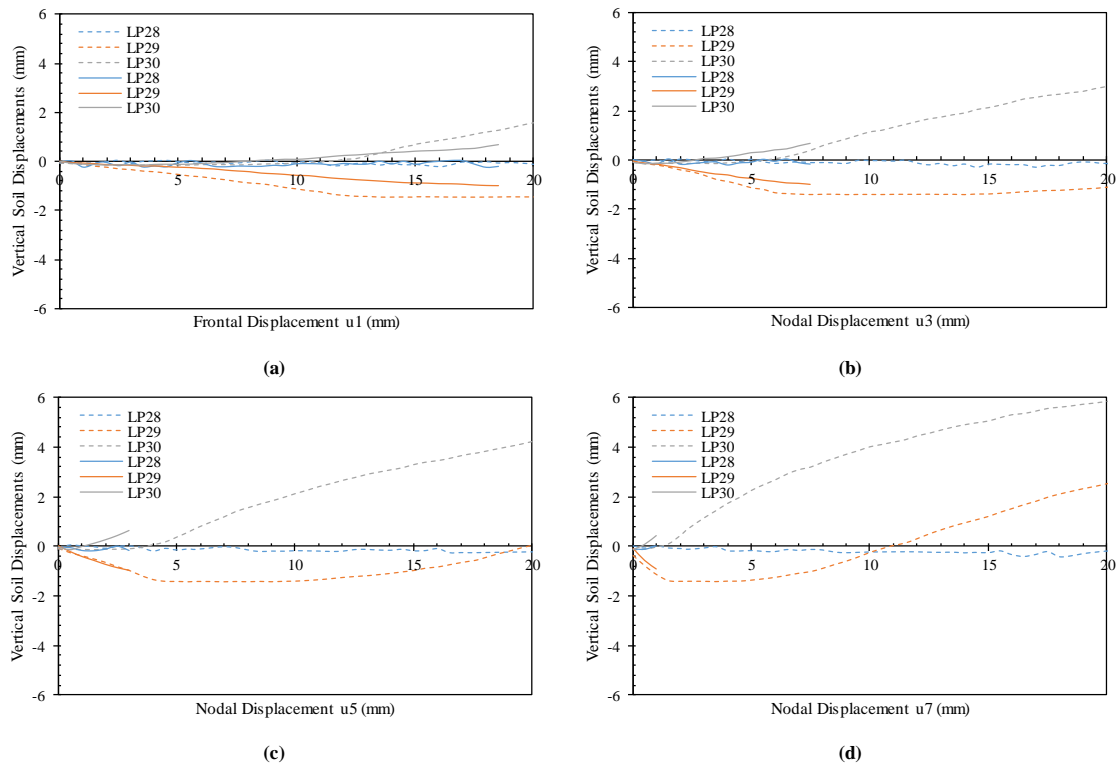 6
4
2
0
-2
-4
-6
Vertical Soil Displacements (mm)
LP28
LP29
LP30
LP28
LP29
LP30
0
5
10
15
20
Frontal Displacement u1 (mm)
(a)
6
4
2
0
-2
-4
-6
Vertical Soil Displacements (mm)
LP28
LP29
LP30
LP28
LP29
LP30
0
5
10
15
20
Nodal Displacement u3 (mm)
(b)
6
4
2
0
-2
-4
-6
Vertical Soil Displacements (mm)
LP28
LP29
LP30
LP28
LP29
LP30
0
5
10
15
20
Nodal Displacement u5 (mm)
(c)
6
4
2
0
-2
-4
-6
Vertical Soil Displacements (mm)
LP28
LP29
LP30
LP28
LP29
LP30
0
5
10
15
20
Nodal Displacement u7 (mm)
(d)